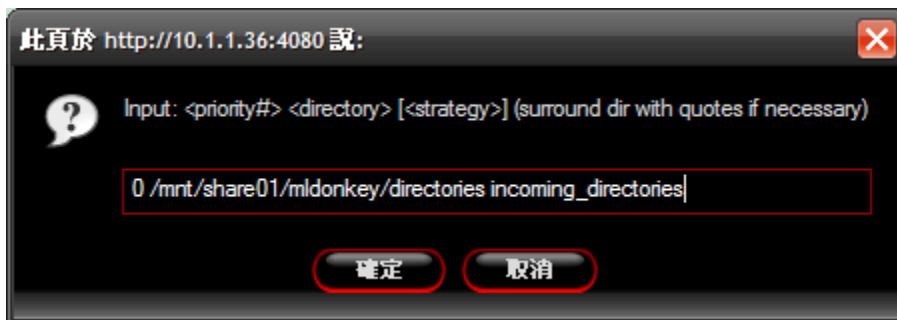 此頁於 http://10.1.1.36:4080 說:
Input: <priority#> <directory> [<strategy>] (surround dir with quotes if necessary)
0 /mnt/share01/mldonkey/directories incoming_directories
確定 取消